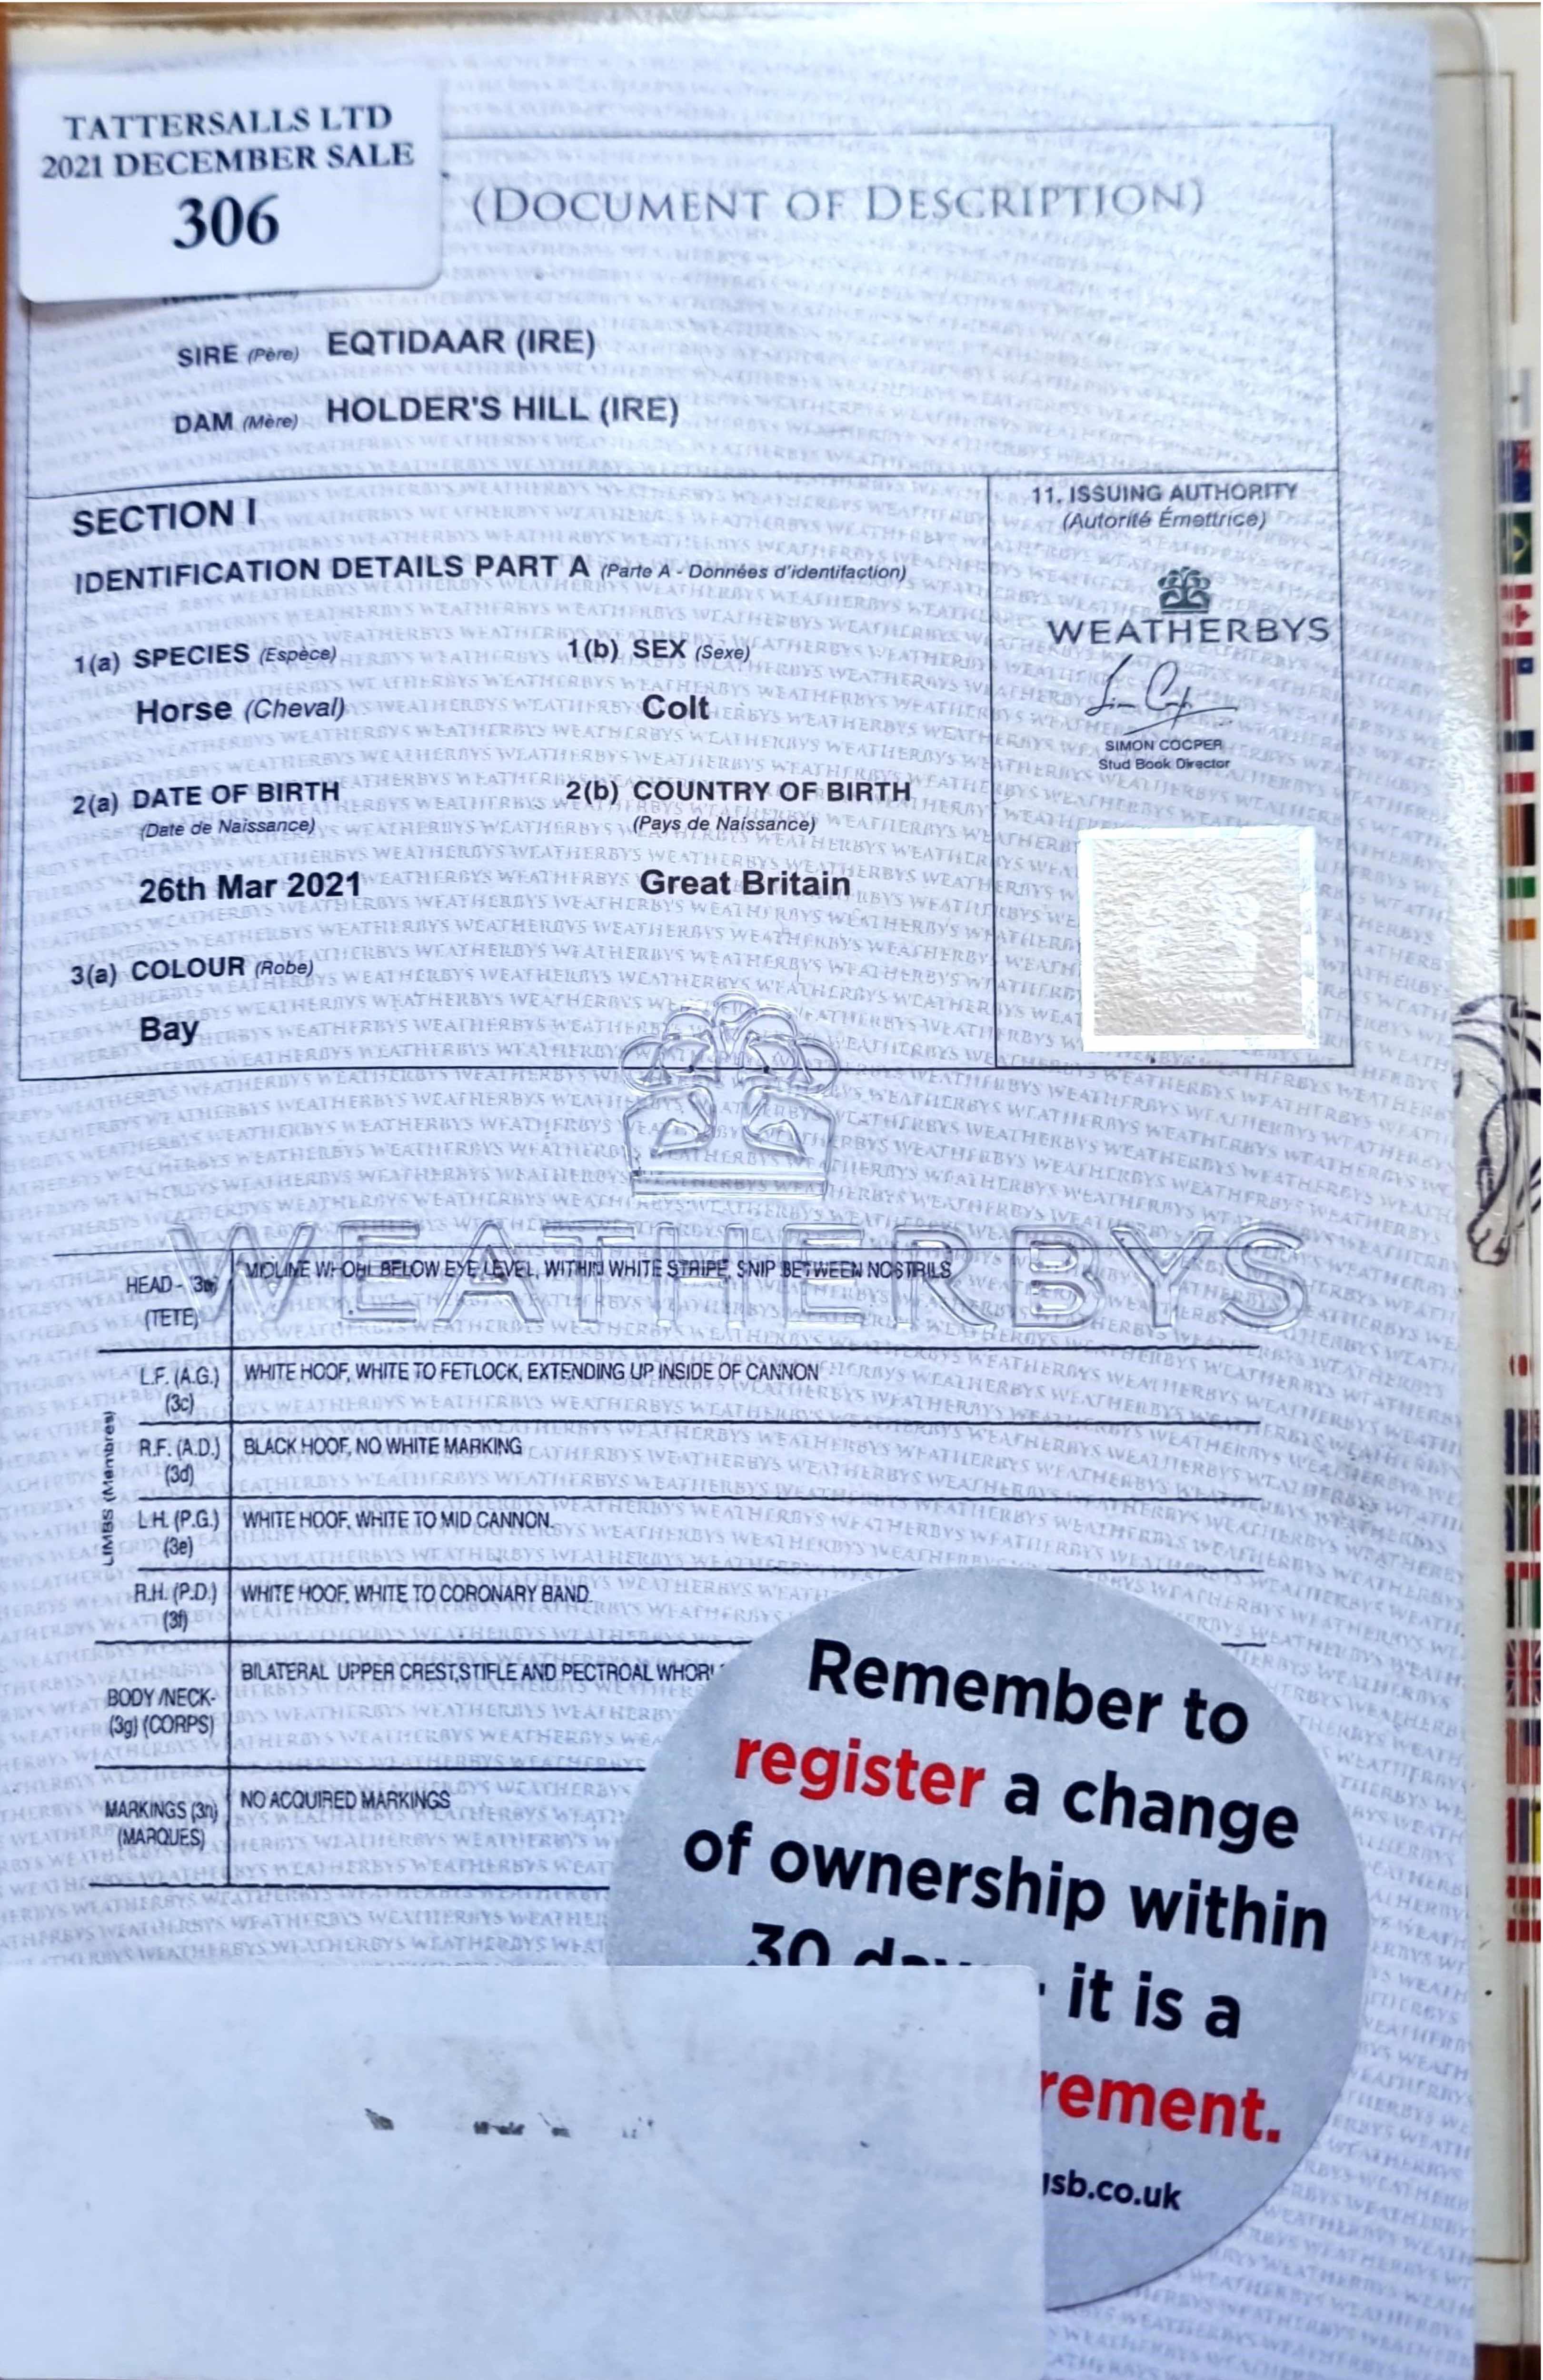 TATTERSALLS LTD
2021 DECEMBER SALE
306
(DOCUMENT OF DESCRIPTION)
SIRE (Père) EQTIDAAR (IRE)
DAM (Mère) HOLDER'S HILL (IRE)
SECTION I
IDENTIFICATION DETAILS PART A (Parte A - Données d'identifaction)
1(a) SPECIES (Espèce) 1(b) SEX (Sexe)
Horse (Cheval) Colt
2(a) DATE OF BIRTH 2(b) COUNTRY OF BIRTH
(Date de Naissance) (Pays de Naissance)
26th Mar 2021 Great Britain
3(a) COLOUR (Robe)
Bay
11. ISSUING AUTHORITY
(Autorité Émettrice)
WEATHERBYS
SIMON COOPER
Stud Book Director
WEATHERBYS
HEAD - (3a) MIDLINE WHORL BELOW EYE LEVEL, WITHIN WHITE STRIPE, SNIP BETWEEN NOSTRILS
(TETE)
LIMBS (Membres)
L.F. (A.G.) WHITE HOOF, WHITE TO FETLOCK, EXTENDING UP INSIDE OF CANNON
(3c)
R.F. (A.D.) BLACK HOOF, NO WHITE MARKING
(3d)
L.H. (P.G.) WHITE HOOF, WHITE TO MID CANNON.
(3e)
R.H. (P.D.) WHITE HOOF, WHITE TO CORONARY BAND.
(3f)
BILATERAL UPPER CREST,STIFLE AND PECTROAL WHORL
BODY /NECK-
(3g) (CORPS)
MARKINGS (3h) NO ACQUIRED MARKINGS
(MARQUES)
Remember to
register a change
of ownership within
30 it is a
rement.
sb.co.uk